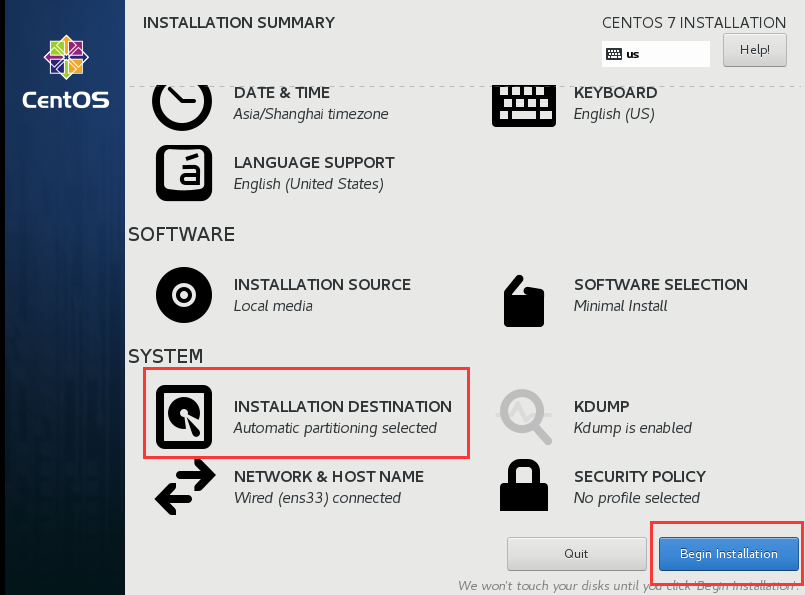 INSTALLATION SUMMARY
CENTOS 7 INSTALLATION
us
Help!
CentOS
DATE & TIME
Asia/Shanghai timezone
KEYBOARD
English (US)
á
LANGUAGE SUPPORT
English (United States)
SOFTWARE
INSTALLATION SOURCE
Local media
SOFTWARE SELECTION
Minimal Install
SYSTEM
INSTALLATION DESTINATION
Automatic partitioning selected
KDUMP
Kdump is enabled
NETWORK & HOST NAME
Wired (ens33) connected
SECURITY POLICY
No profile selected
Quit
Begin Installation
We won't touch your disks until you click 'Begin Installation'.